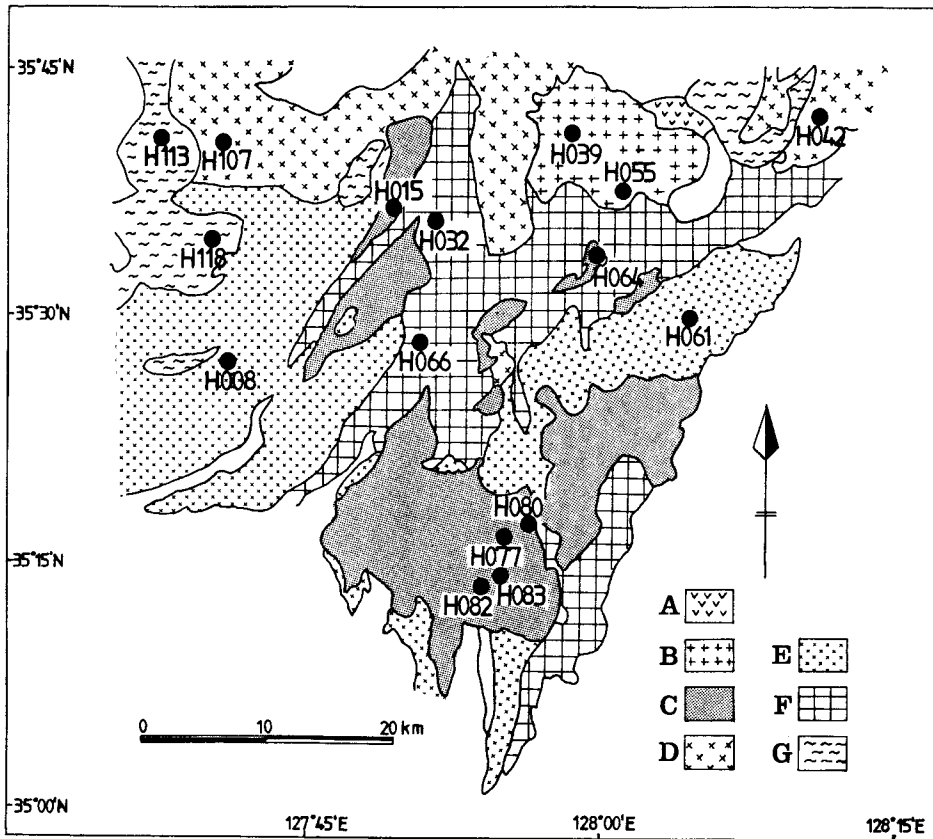 35°45'N
H113
H107
H039
H042
H055
H015
H118
H032
H064
35°30'N
H061
H066
H008
H080
35°15'N
H077
H082
H083
A
B
E
C
F
D
G
0
10
20 km
35°00'N
127°45'E
128°00'E
128°15'E